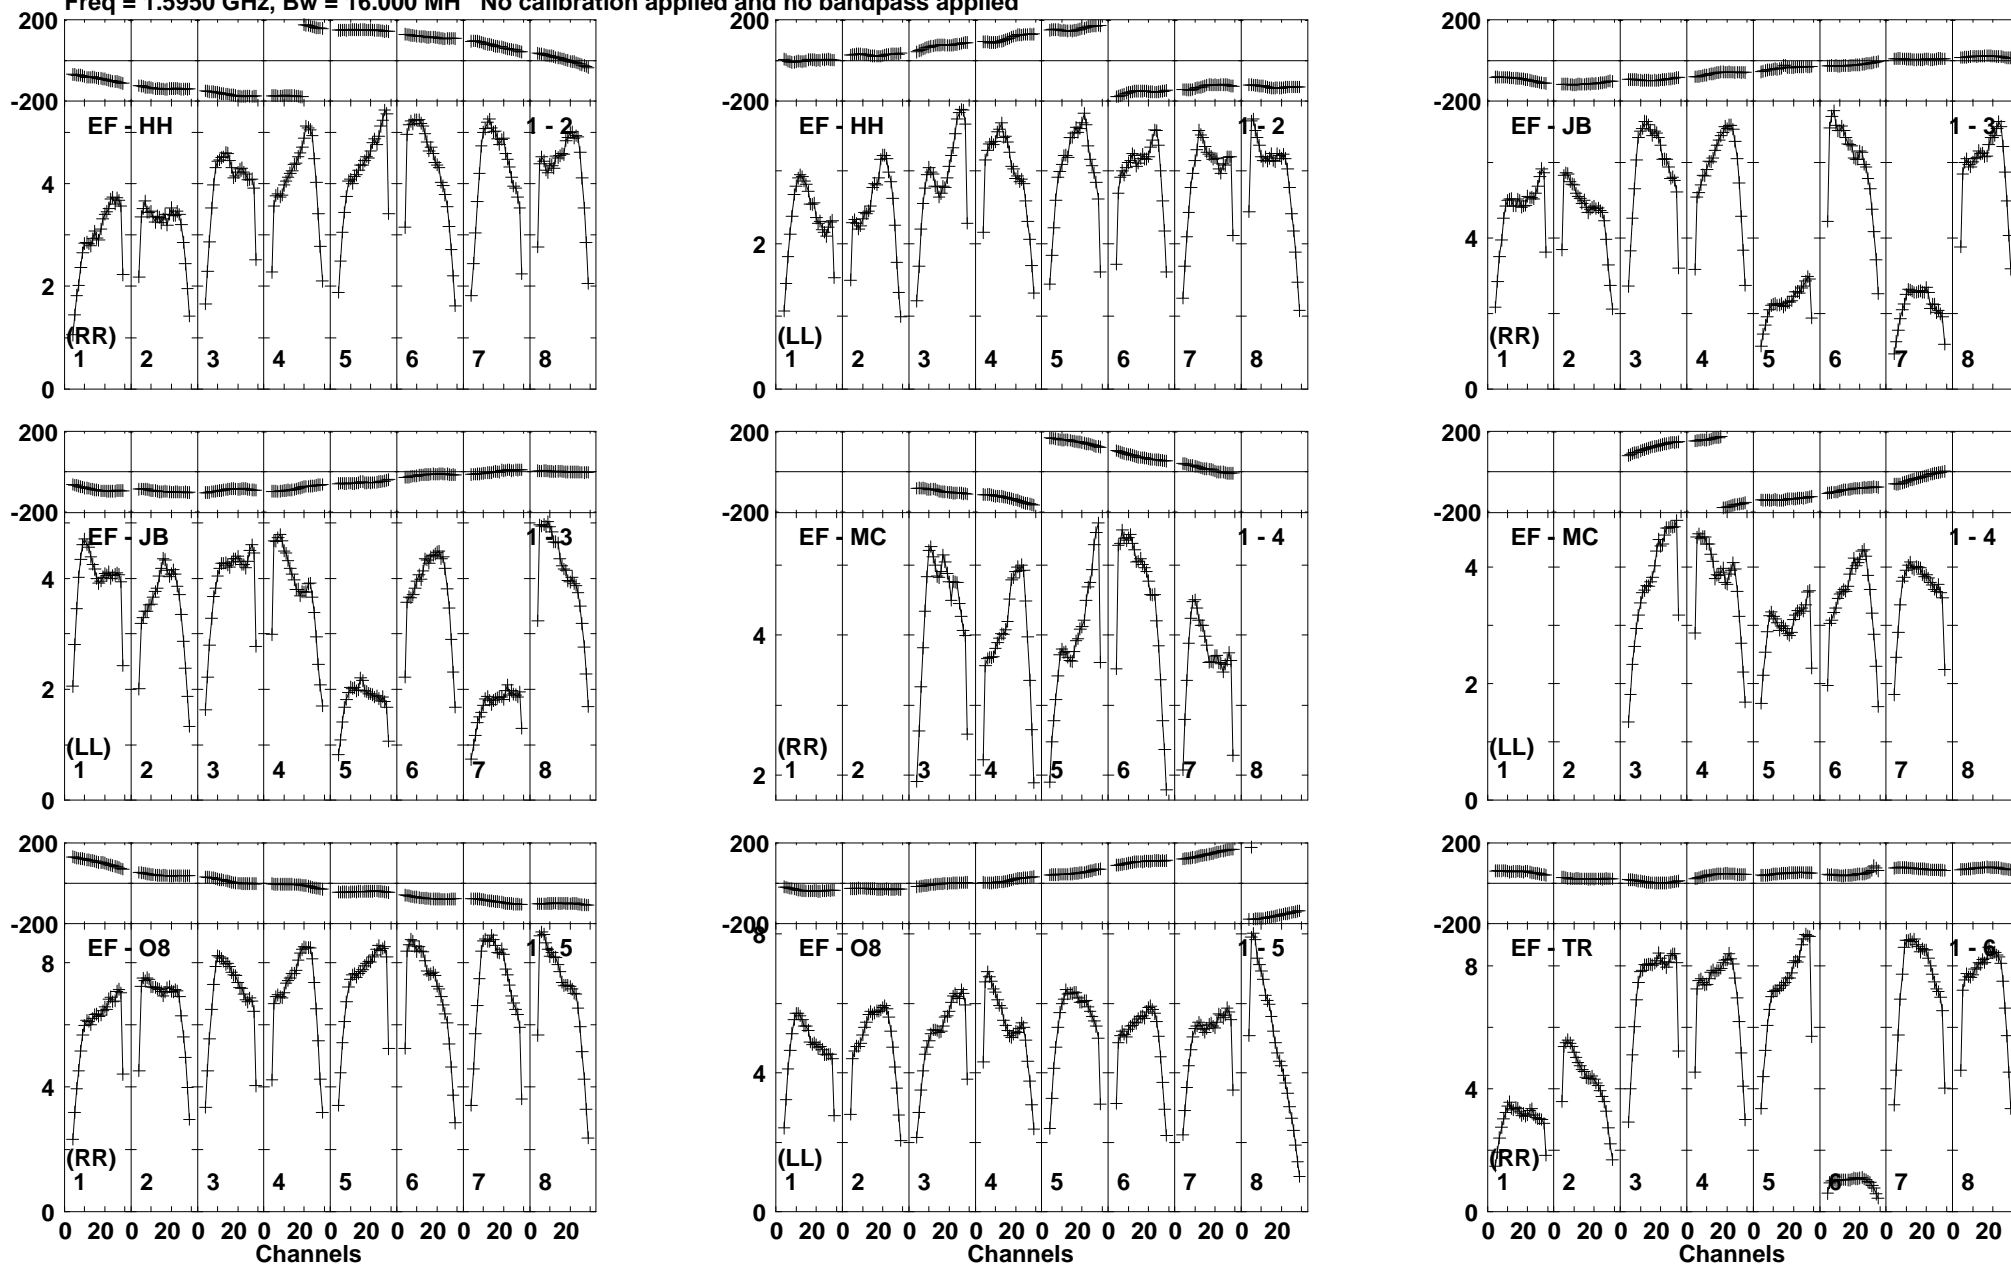 Freq = 1.5950 GHz, Bw = 16.000 MH No calibration applied and no bandpass applied
200 200 200
-200 -200 -200
EF - HH 1 - 2 EF - HH 1 - 2 EF - JB 1 - 3
4 2 4
2
(RR) (LL) (RR)
1 2 3 4 5 6 7 8 1 2 3 4 5 6 7 8 1 2 3 4 5 6 7 8
0 0 0
200 200 200
-200 -200 -200
EF - JB 1 - 3 EF - MC 1 - 4 EF - MC 1 - 4
4 4 4
2 2
(LL) (RR) (LL)
1 2 3 4 5 6 7 8 1 2 3 4 5 6 7 8 1 2 3 4 5 6 7 8
0 2 0
200 200 200
-200 -200 -200
EF - O8 1 - 5 EF - O8 1 - 5 EF - TR 1 - 6
8 8 8
4 4 4
(RR) (LL) (RR)
1 2 3 4 5 6 7 8 1 2 3 4 5 6 7 8 1 2 3 4 5 6 7 8
0 0 0
0 20 0 20 0 20 0 20 0 20 0 20 0 20 0 20 0 20 0 20 0 20 0 20 0 20 0 20 0 20 0 20 0 20 0 20 0 20 0 20 0 20 0 20 0 20 0 20
Channels Channels